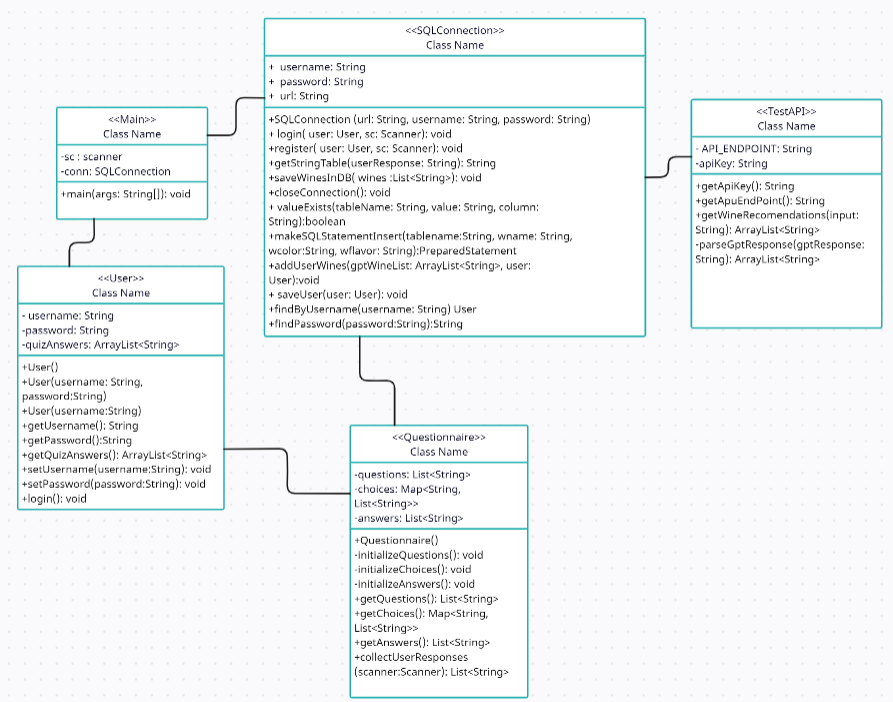 <<SQLConnection>>
Class Name
+ username: String
+ password: String
+ url: String
+SQLConnection (url: String, username: String, password: String)
+ login( user: User, sc: Scanner): void
+register( user: User, sc: Scanner): void
+getStringTable(userResponse: String): String
+saveWinesInDB( wines :List<String>): void
+closeConnection(): void
+ valueExists(tableName: String, value: String, column:
String):boolean
+makeSQLStatementInsert(tablename:String, wname: String,
wcolor:String, wflavor: String):PreparedStatement
+addUserWines(gptWineList: ArrayList<String>, user:
User):void
+ saveUser(user: User): void
+findByUsername(username: String) User
+findPassword(password:String):String
<<Main>>
Class Name
-sc : scanner
-conn: SQLConnection
+main(args: String[]): void
<<TestAPI>>
Class Name
- API_ENDPOINT: String
-apiKey: String
+getApiKey(): String
+getApuEndPoint(): String
+getWineRecomendations(input:
String): ArrayList<String>
-parseGptResponse(gptResponse:
String): ArrayList<String>
<<User>>
Class Name
- username: String
-password: String
-quizAnswers: ArrayList<String>
+User()
+User(username: String,
password:String)
+User(username:String)
+getUsername(): String
+getPassword():String
+getQuizAnswers(): ArrayList<String>
+setUsername(username:String): void
+setPassword(password:String): void
+login(): void
<<Questionnaire>>
Class Name
-questions: List<String>
-choices: Map<String,
List<String>>
-answers: List<String>
+Questionnaire()
-initializeQuestions(): void
-initializeChoices(): void
-initializeAnswers(): void
+getQuestions(): List<String>
+getChoices(): Map<String,
List<String>>
+getAnswers(): List<String>
+collectUserResponses
(scanner:Scanner): List<String>